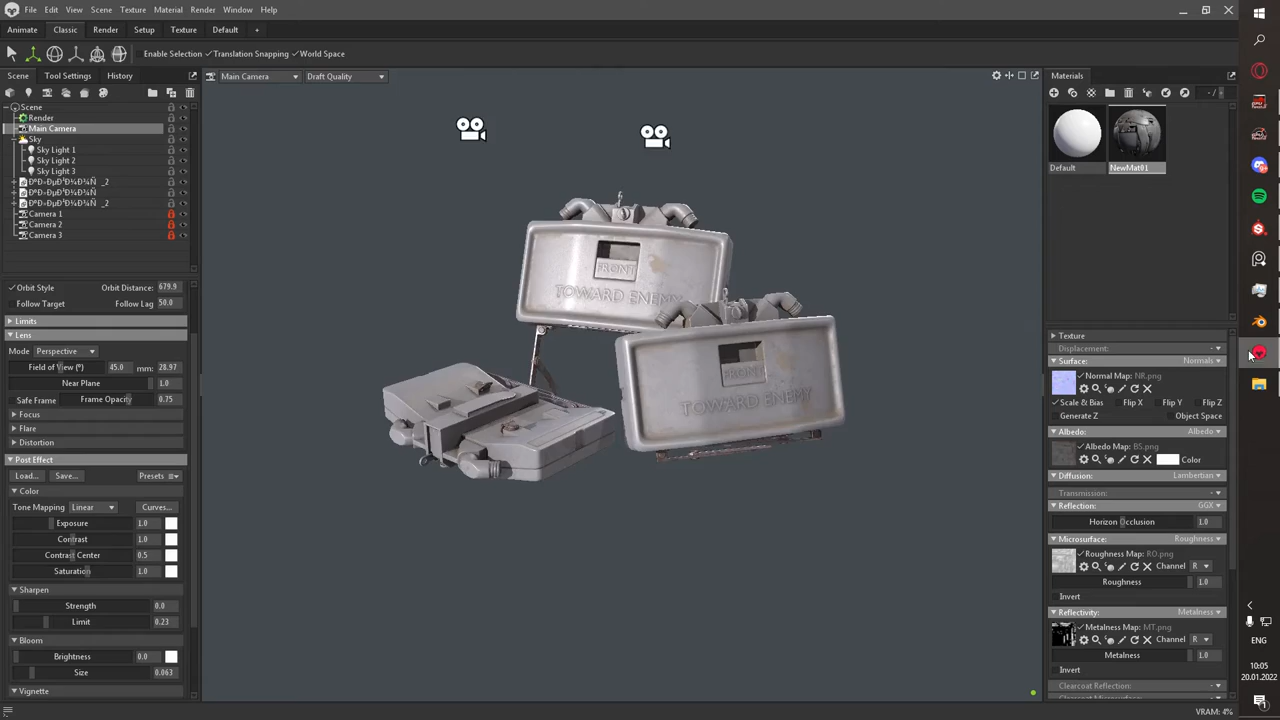 File Edit View Scene Texture Material Render Window Help
Animate Classic Render Setup Texture Default +
Enable Selection Translation Snapping World Space
Scene Tool Settings History
Main Camera Draft Quality
Materials
Scene
Render
Main Camera
Sky
Sky Light 1
Sky Light 2
Sky Light 3
Camera 1
Camera 2
Camera 3
Default NewMat01
FRONT
TOWARD ENEMY
FRONT
TOWARD ENEMY
Orbit Style Orbit Distance: 679.9
Follow Target Follow Lag 50.0
Limits
Lens
Mode Perspective
Field of View (°) 45.0 mm 28.97
Near Plane 1.0
Safe Frame Frame Opacity 0.75
Focus
Flare
Distortion
Post Effect
Load... Save... Presets
Color
Tone Mapping Linear Curves...
Exposure 1.0
Contrast 1.0
Contrast Center 0.5
Saturation 1.0
Sharpen
Strength 0.0
Limit 0.23
Bloom
Brightness 0.0
Size 0.063
Vignette
Texture
Displacement:
Surface: Normals
Normal Map: NR.png
Scale & Bias Flip X Flip Y Flip Z
Generate Z Object Space
Albedo: Albedo
Albedo Map: BS.png
Color
Diffusion: Lambertian
Transmission:
Reflection: GGX
Horizon Occlusion 1.0
Microsurface: Roughness
Roughness Map: RO.png
Channel R
Roughness 1.0
Invert
Reflectivity: Metalness
Metalness Map: MT.png
Channel R
Metalness 1.0
Invert
Clearcoat Reflection:
Clearcoat Microsurface:
VRAM: 4%
ENG
10:05
20.01.2022